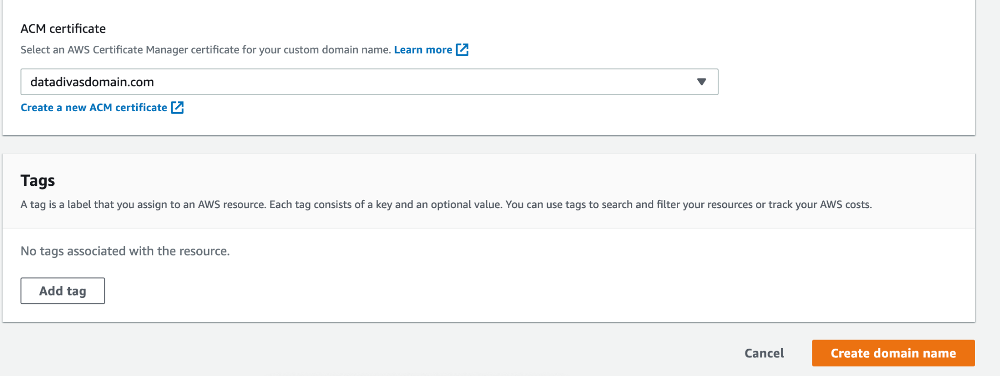 ACM certificate
Select an AWS Certificate Manager certificate for your custom domain name. Learn more
datadivasdomain.com
Create a new ACM certificate
Tags
A tag is a label that you assign to an AWS resource. Each tag consists of a key and an optional value. You can use tags to search and filter your resources or track your AWS costs.
No tags associated with the resource.
Add tag
Cancel Create domain name